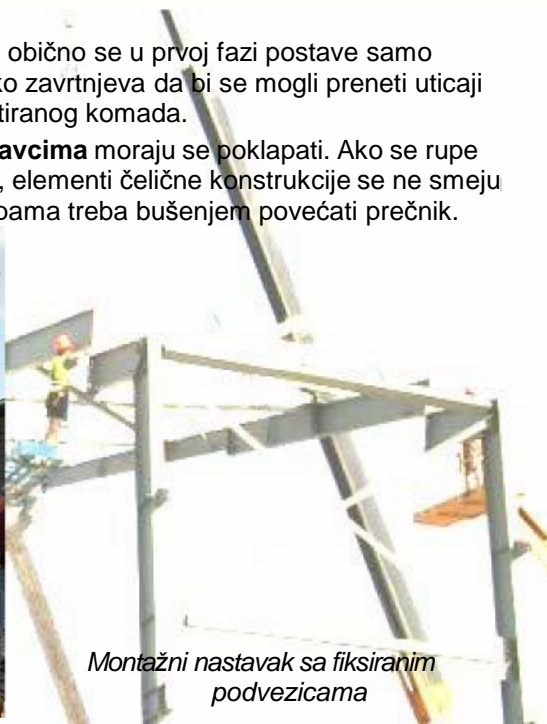 obično se u prvoj fazi postave samo
ko zavrtnjeva da bi se mogli preneti uticaji
tiranog komada.
avcima moraju se poklapati. Ako se rupe
, elementi čelične konstrukcije se ne smeju
pama treba bušenjem povećati prečnik.
Montažni nastavak sa fiksiranim
podvezicama